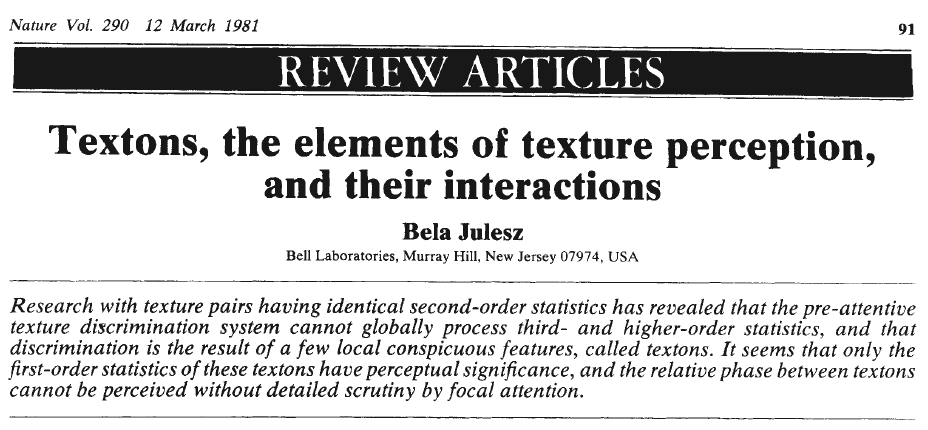 Nature Vol. 290 12 March 1981
91
REVIEW ARTICLES
Textons, the elements of texture perception,
and their interactions
Bela Julesz
Bell Laboratories, Murray Hill, New Jersey 07974, USA
Research with texture pairs having identical second-order statistics has revealed that the pre-attentive
texture discrimination system cannot globally process third- and higher-order statistics, and that
discrimination is the result of a few local conspicuous features, called textons. It seems that only the
first-order statistics of these textons have perceptual significance, and the relative phase between textons
cannot be perceived without detailed scrutiny by focal attention.